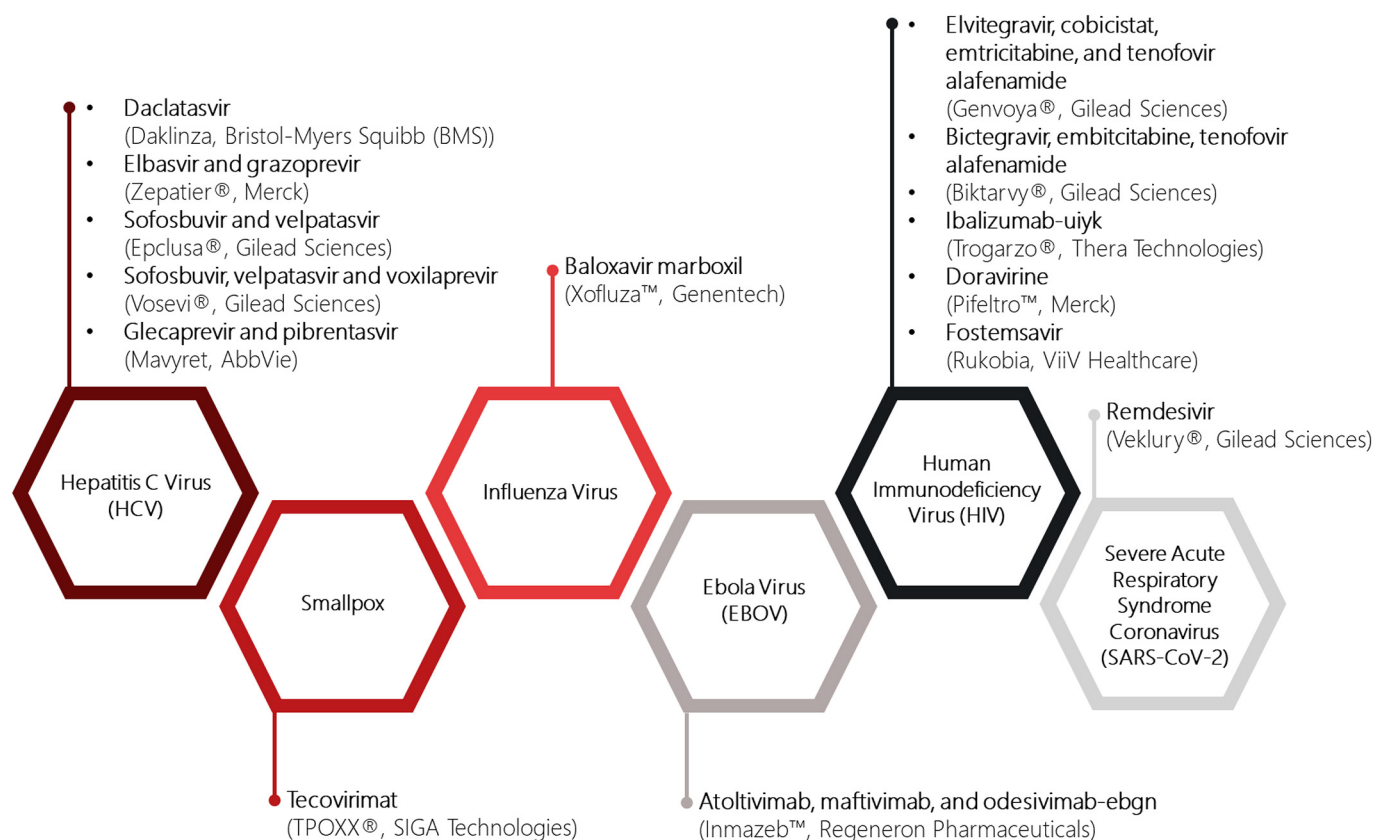 • Daclatasvir
(Daklinza, Bristol-Myers Squibb (BMS))
• Elbasvir and grazoprevir
(Zepatier®, Merck)
• Sofosbuvir and velpatasvir
(Epclusa®, Gilead Sciences)
• Sofosbuvir, velpatasvir and voxilaprevir
(Vosevi®, Gilead Sciences)
• Glecaprevir and pibrentasvir
(Mavyret, AbbVie)
Hepatitis C Virus
(HCV)
Smallpox
Tecovirimat
(TPOXX®, SIGA Technologies)
Baloxavir marboxil
(Xofluza™, Genentech)
Influenza Virus
Ebola Virus
(EBOV)
Atoltivimab, maftivimab, and odesivimab-ebgn
(Inmazeb™, Regeneron Pharmaceuticals)
• Elvitegravir, cobicistat,
emtricitabine, and tenofovir
alafenamide
(Genvoya®, Gilead Sciences)
• Bictegravir, embitcitabine, tenofovir
alafenamide
• (Biktarvy®, Gilead Sciences)
• Ibalizumab-uiyk
(Trogarzo®, Thera Technologies)
• Doravirine
(Pifeltro™, Merck)
• Fostemsavir
(Rukobia, ViiV Healthcare)
Human
Immunodeficiency
Virus (HIV)
Remdesivir
(Veklury®, Gilead Sciences)
Severe Acute
Respiratory
Syndrome
Coronavirus
(SARS-CoV-2)